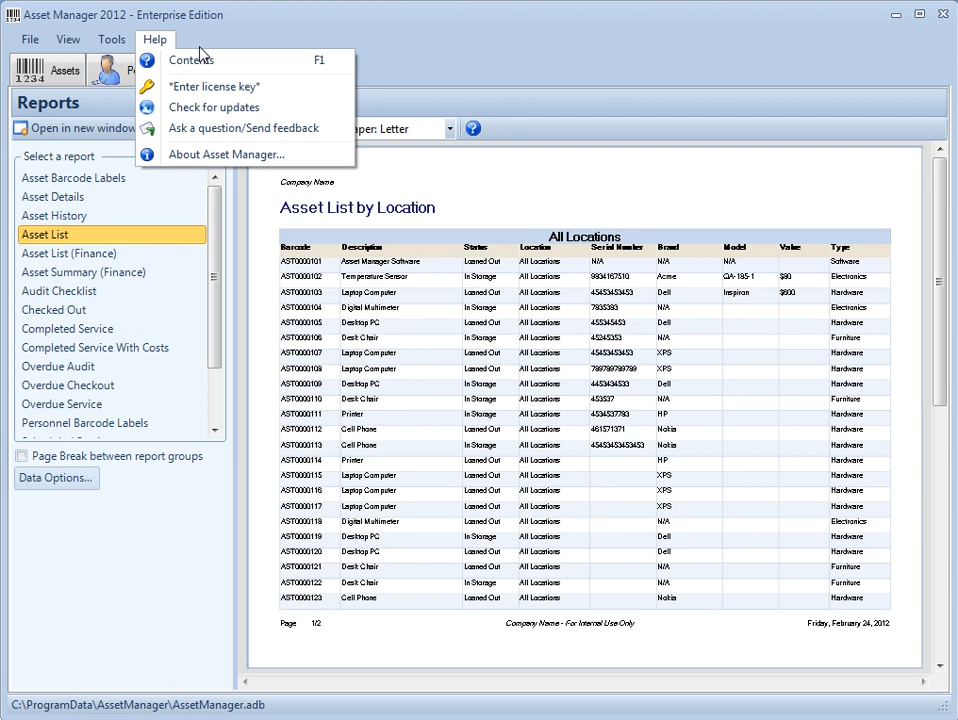 Asset Manager 2012 - Enterprise Edition
File View Tools Help
1234 Assets
Contents F1
*Enter license key*
Check for updates
Ask a question/Send feedback
About Asset Manager...
Reports
Open in new window
Paper: Letter
Select a report
Asset Barcode Labels
Asset Details
Asset History
Asset List
Asset List (Finance)
Asset Summary (Finance)
Audit Checklist
Checked Out
Completed Service
Completed Service With Costs
Overdue Audit
Overdue Checkout
Overdue Service
Personnel Barcode Labels
Page Break between report groups
Data Options...
Company Name
Asset List by Location
All Locations
Barcode Description Status Location Serial Number Brand Model Value Type
AST0000101 Asset Manager Software Loaned Out All Locations N/A N/A N/A Software
AST0000102 Temperature Sensor In Storage All Locations 9834167510 Acme QA-185-1 $80 Electronics
AST0000103 Laptop Computer Loaned Out All Locations 454534534453 Dell Inspiron $600 Hardware
AST0000104 Digital Multimeter In Storage All Locations 7835383 N/A Electronics
AST0000105 Desktop PC Loaned Out All Locations 455345453 Dell Hardware
AST0000106 Desk Chair In Storage All Locations 45245353 N/A Furniture
AST0000107 Laptop Computer Loaned Out All Locations 45453453453 XPS Hardware
AST0000108 Laptop Computer Loaned Out All Locations 789789789789 XPS Hardware
AST0000109 Desktop PC In Storage All Locations 4453434533 Dell Hardware
AST0000110 Desk Chair In Storage All Locations 453537 N/A Furniture
AST0000111 Printer In Storage All Locations 4534537783 HP Hardware
AST0000112 Cell Phone Loaned Out All Locations 461571371 Nokia Hardware
AST0000113 Cell Phone Loaned Out All Locations 45453453453453 Nokia Hardware
AST0000114 Printer Loaned Out All Locations HP Hardware
AST0000115 Laptop Computer Loaned Out All Locations XPS Hardware
AST0000116 Laptop Computer Loaned Out All Locations XPS Hardware
AST0000117 Laptop Computer Loaned Out All Locations XPS Hardware
AST0000118 Digital Multimeter Loaned Out All Locations N/A Electronics
AST0000119 Desktop PC In Storage All Locations Dell Hardware
AST0000120 Desktop PC Loaned Out All Locations Dell Hardware
AST0000121 Desk Chair In Storage All Locations N/A Furniture
AST0000122 Desk Chair In Storage All Locations N/A Furniture
AST0000123 Cell Phone Loaned Out All Locations Nokia Hardware
Page 1/2 Company Name - For Internal Use Only Friday, February 24, 2012
C:\ProgramData\AssetManager\AssetManager.adb